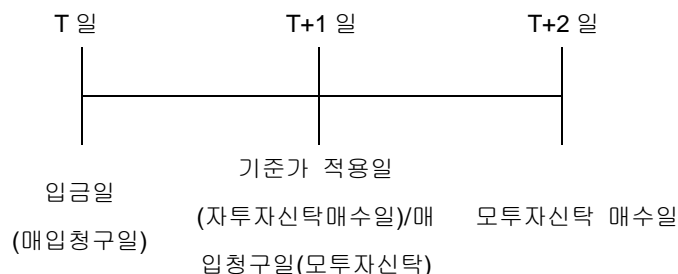 T 일
T+1 일
T+2 일
입금일
(매입청구일)
기준가 적용일
(자투자신탁매수일)/매
입청구일(모투자신탁)
모투자신탁 매수일